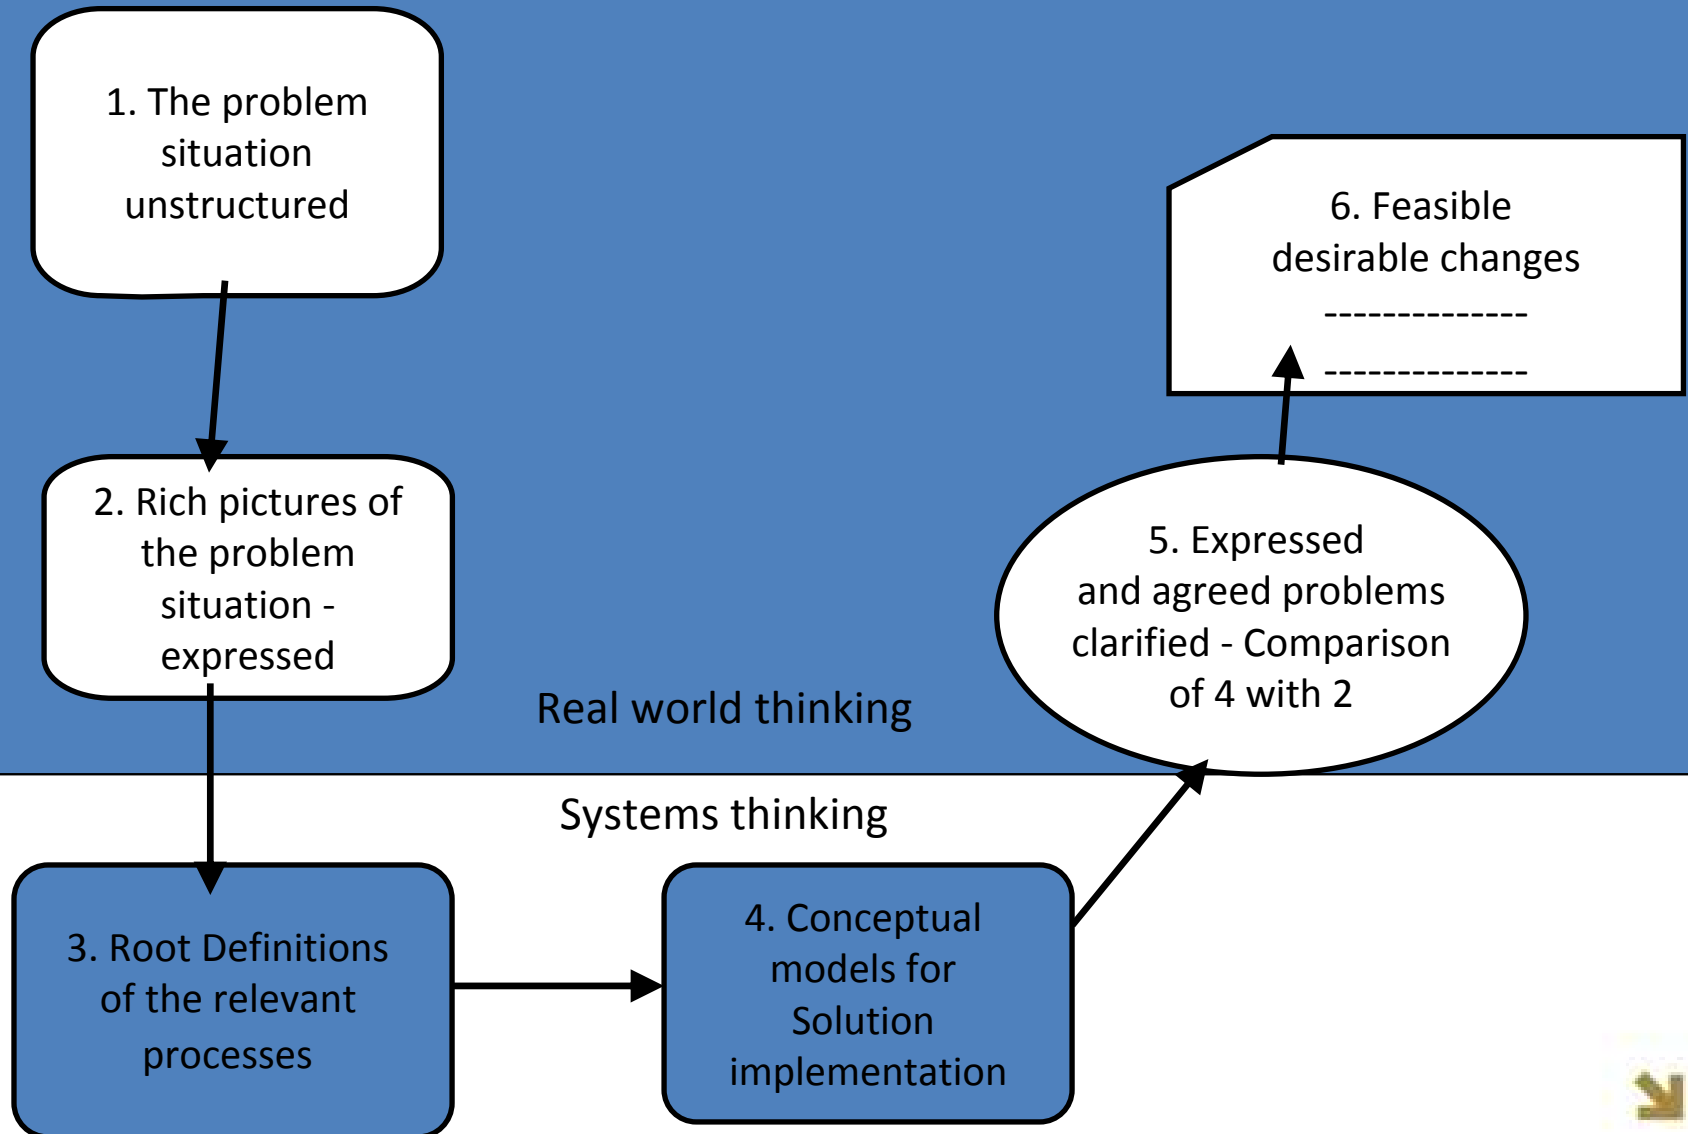 1. The problem
situation
unstructured
2. Rich pictures of
the problem
situation -
expressed
Real world thinking
Systems thinking
3. Root Definitions
of the relevant
processes
4. Conceptual
models for
Solution
implementation
5. Expressed
and agreed problems
clarified - Comparison
of 4 with 2
6. Feasible
desirable changes
--------------
--------------